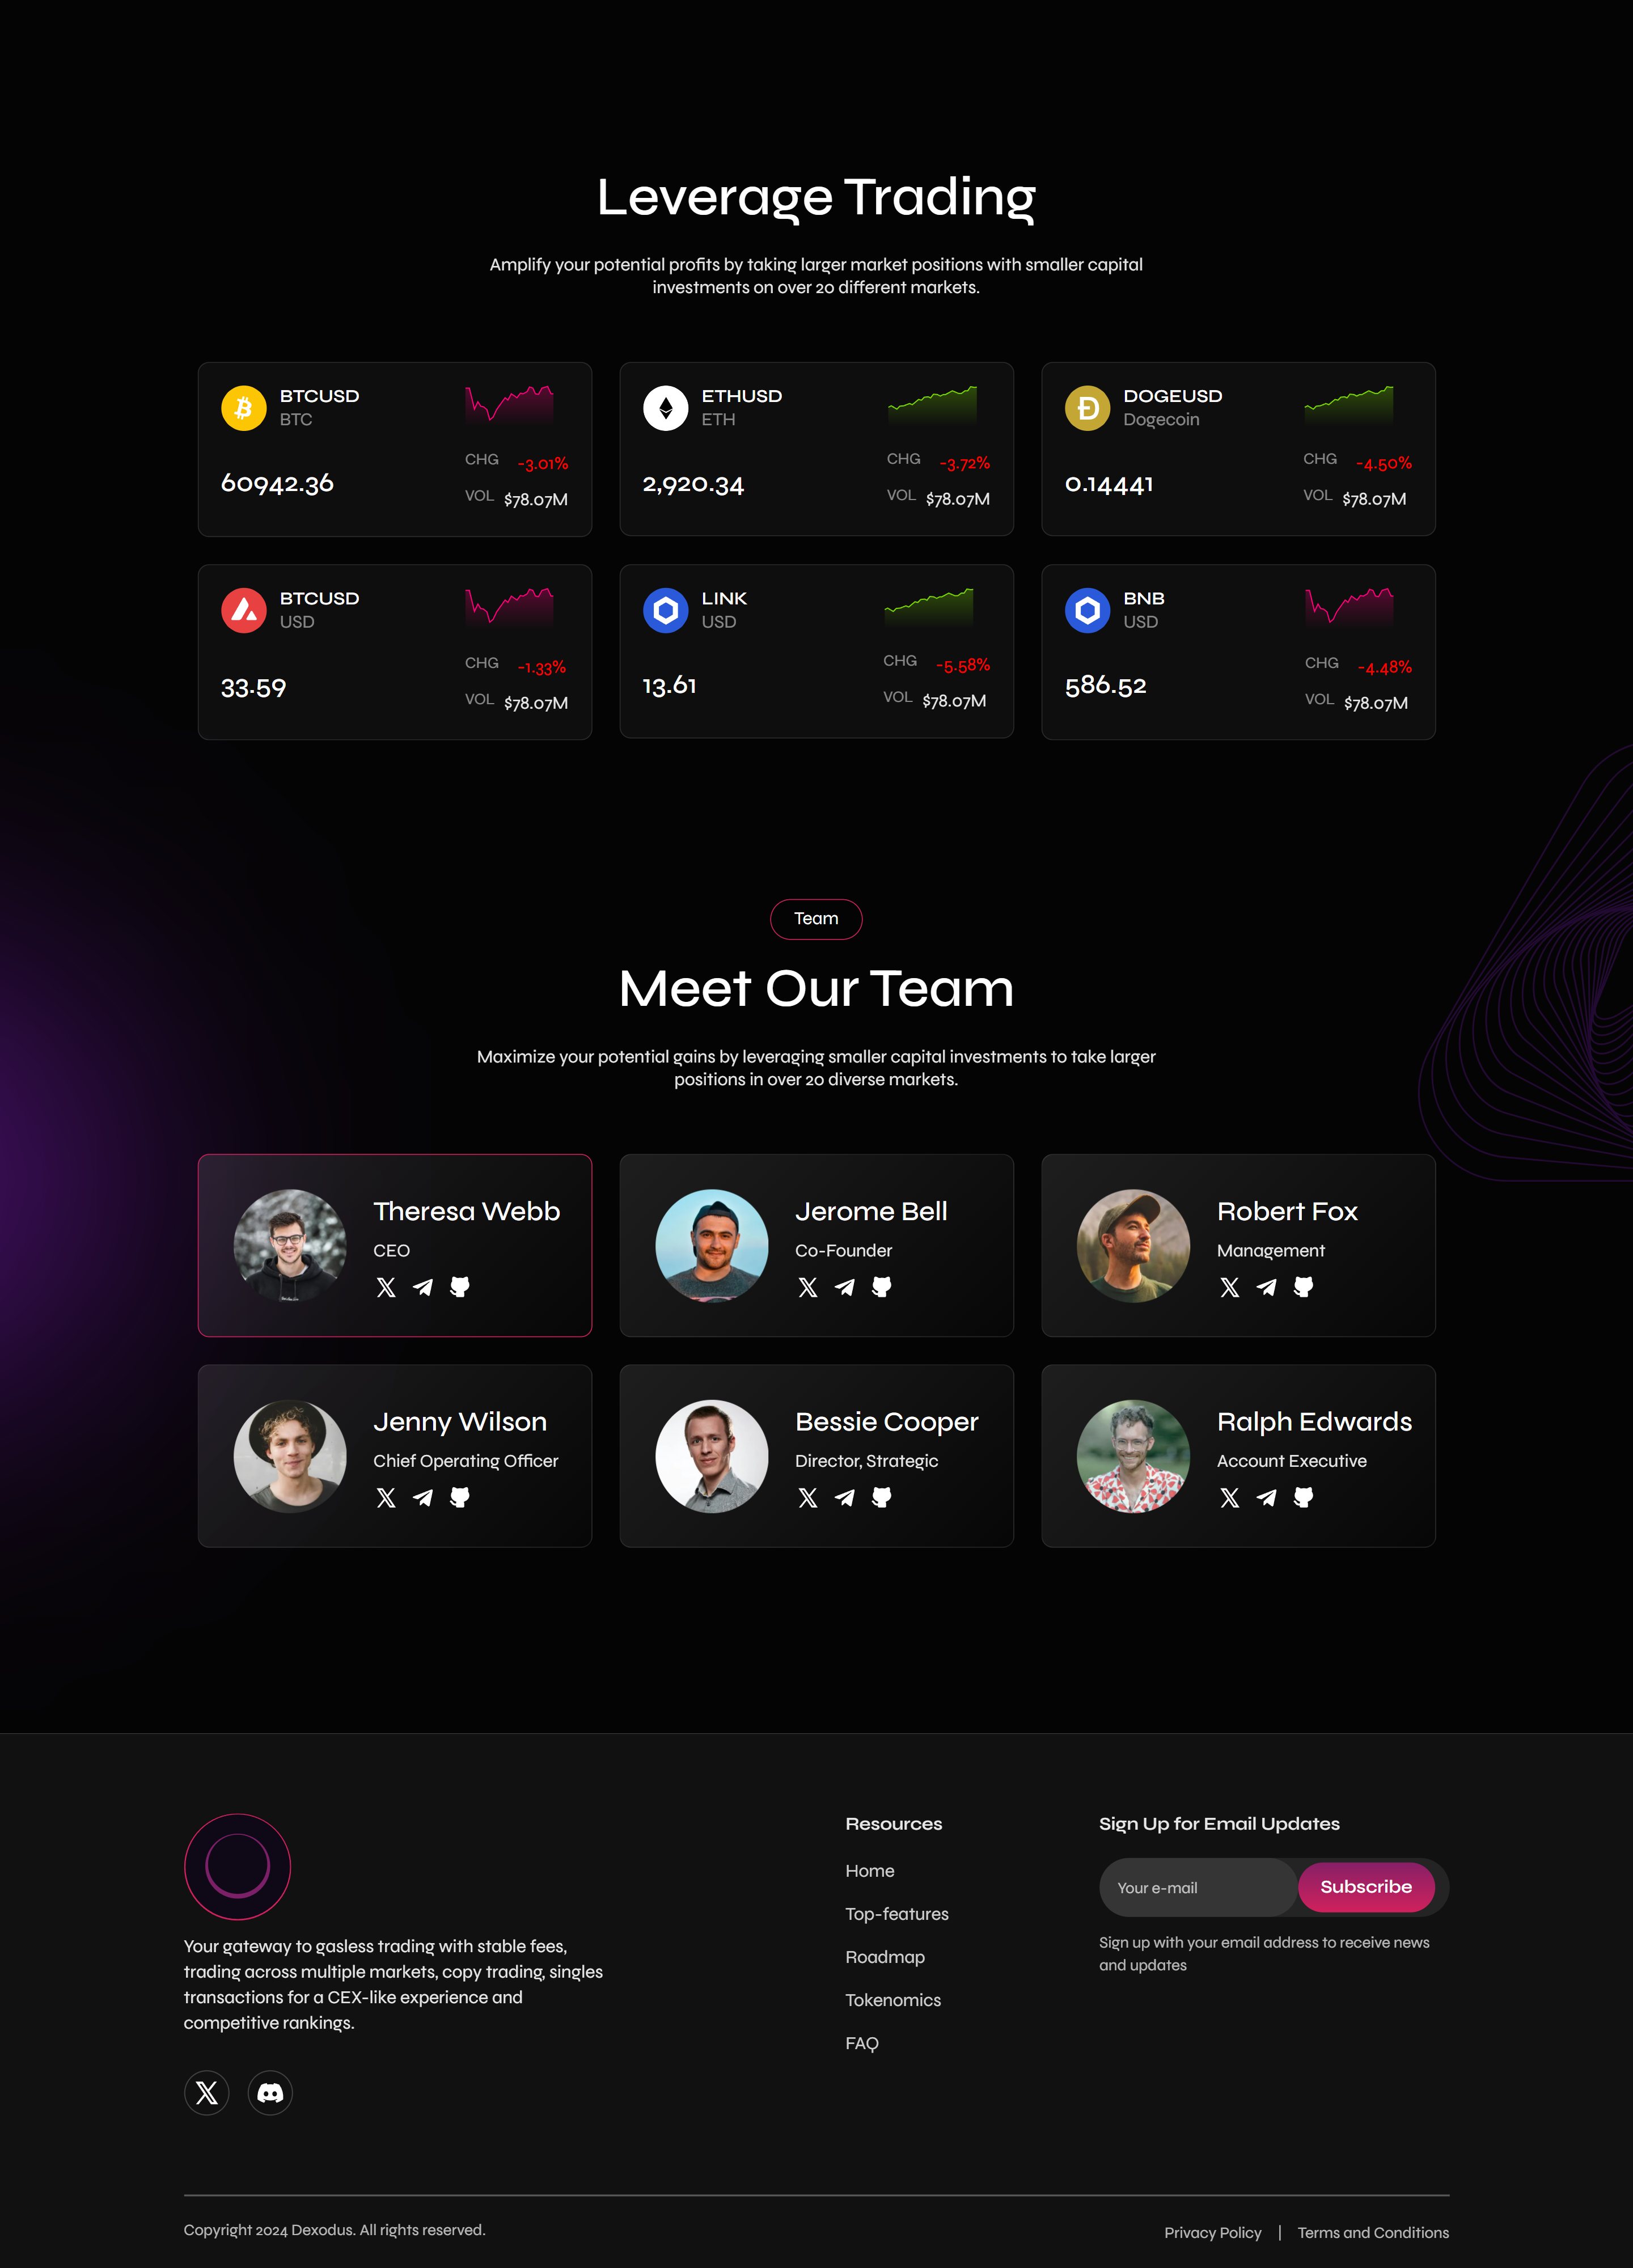 Leverage Trading
Amplify your potential profits by taking larger market positions with smaller capital
investments on over 20 different markets.
BTCUSD
BTC
60942.36
CHG -3.01%
VOL $78.07M
ETHUSD
ETH
2,920.34
CHG -3.72%
VOL $78.07M
DOGEUSD
Dogecoin
0.14441
CHG -4.50%
VOL $78.07M
BTCUSD
USD
33.59
CHG -1.33%
VOL $78.07M
LINK
USD
13.61
CHG -5.58%
VOL $78.07M
BNB
USD
586.52
CHG -4.48%
VOL $78.07M
Team
Meet Our Team
Maximize your potential gains by leveraging smaller capital investments to take larger
positions in over 20 diverse markets.
Theresa Webb
CEO
Jerome Bell
Co-Founder
Robert Fox
Management
Jenny Wilson
Chief Operating Officer
Bessie Cooper
Director, Strategic
Ralph Edwards
Account Executive
Your gateway to gasless trading with stable fees,
trading across multiple markets, copy trading, singles
transactions for a CEX-like experience and
competitive rankings.
Resources
Home
Top-features
Roadmap
Tokenomics
FAQ
Sign Up for Email Updates
Your e-mail
Subscribe
Sign up with your email address to receive news
and updates
Copyright 2024 Dexodus. All rights reserved.
Privacy Policy | Terms and Conditions